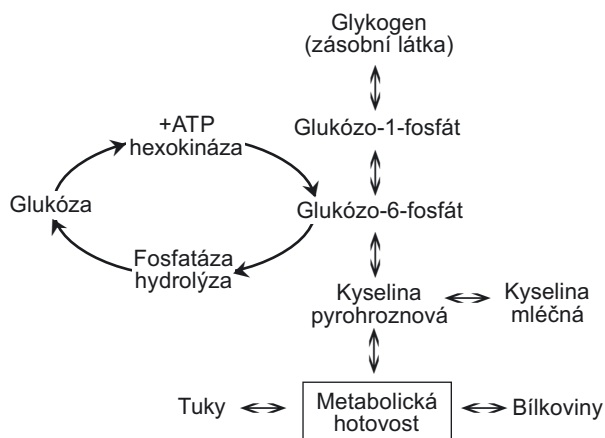 Glykogen
(zásobní látka)
+ATP
hexokináza
Glukózo-1-fosfát
Glukóza
Glukózo-6-fosfát
Fosfatáza
hydrolýza
Kyselina
pyrohroznová
Kyselina
mléčná
Tuky
Metabolická
hotovost
Bílkoviny